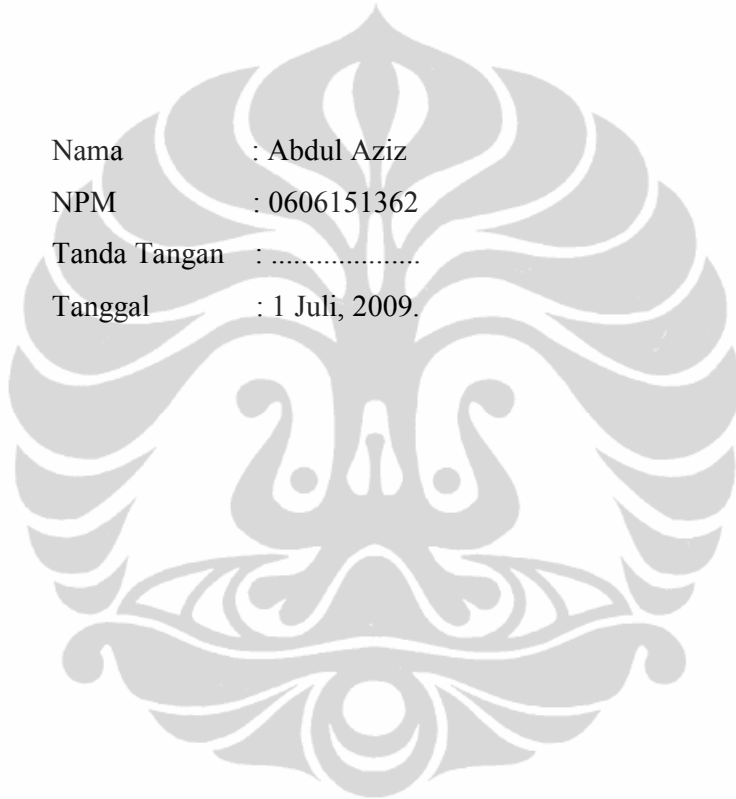 Nama : Abdul Aziz
NPM : 0606151362
Tanda Tangan : ....................
Tanggal : 1 Juli, 2009.